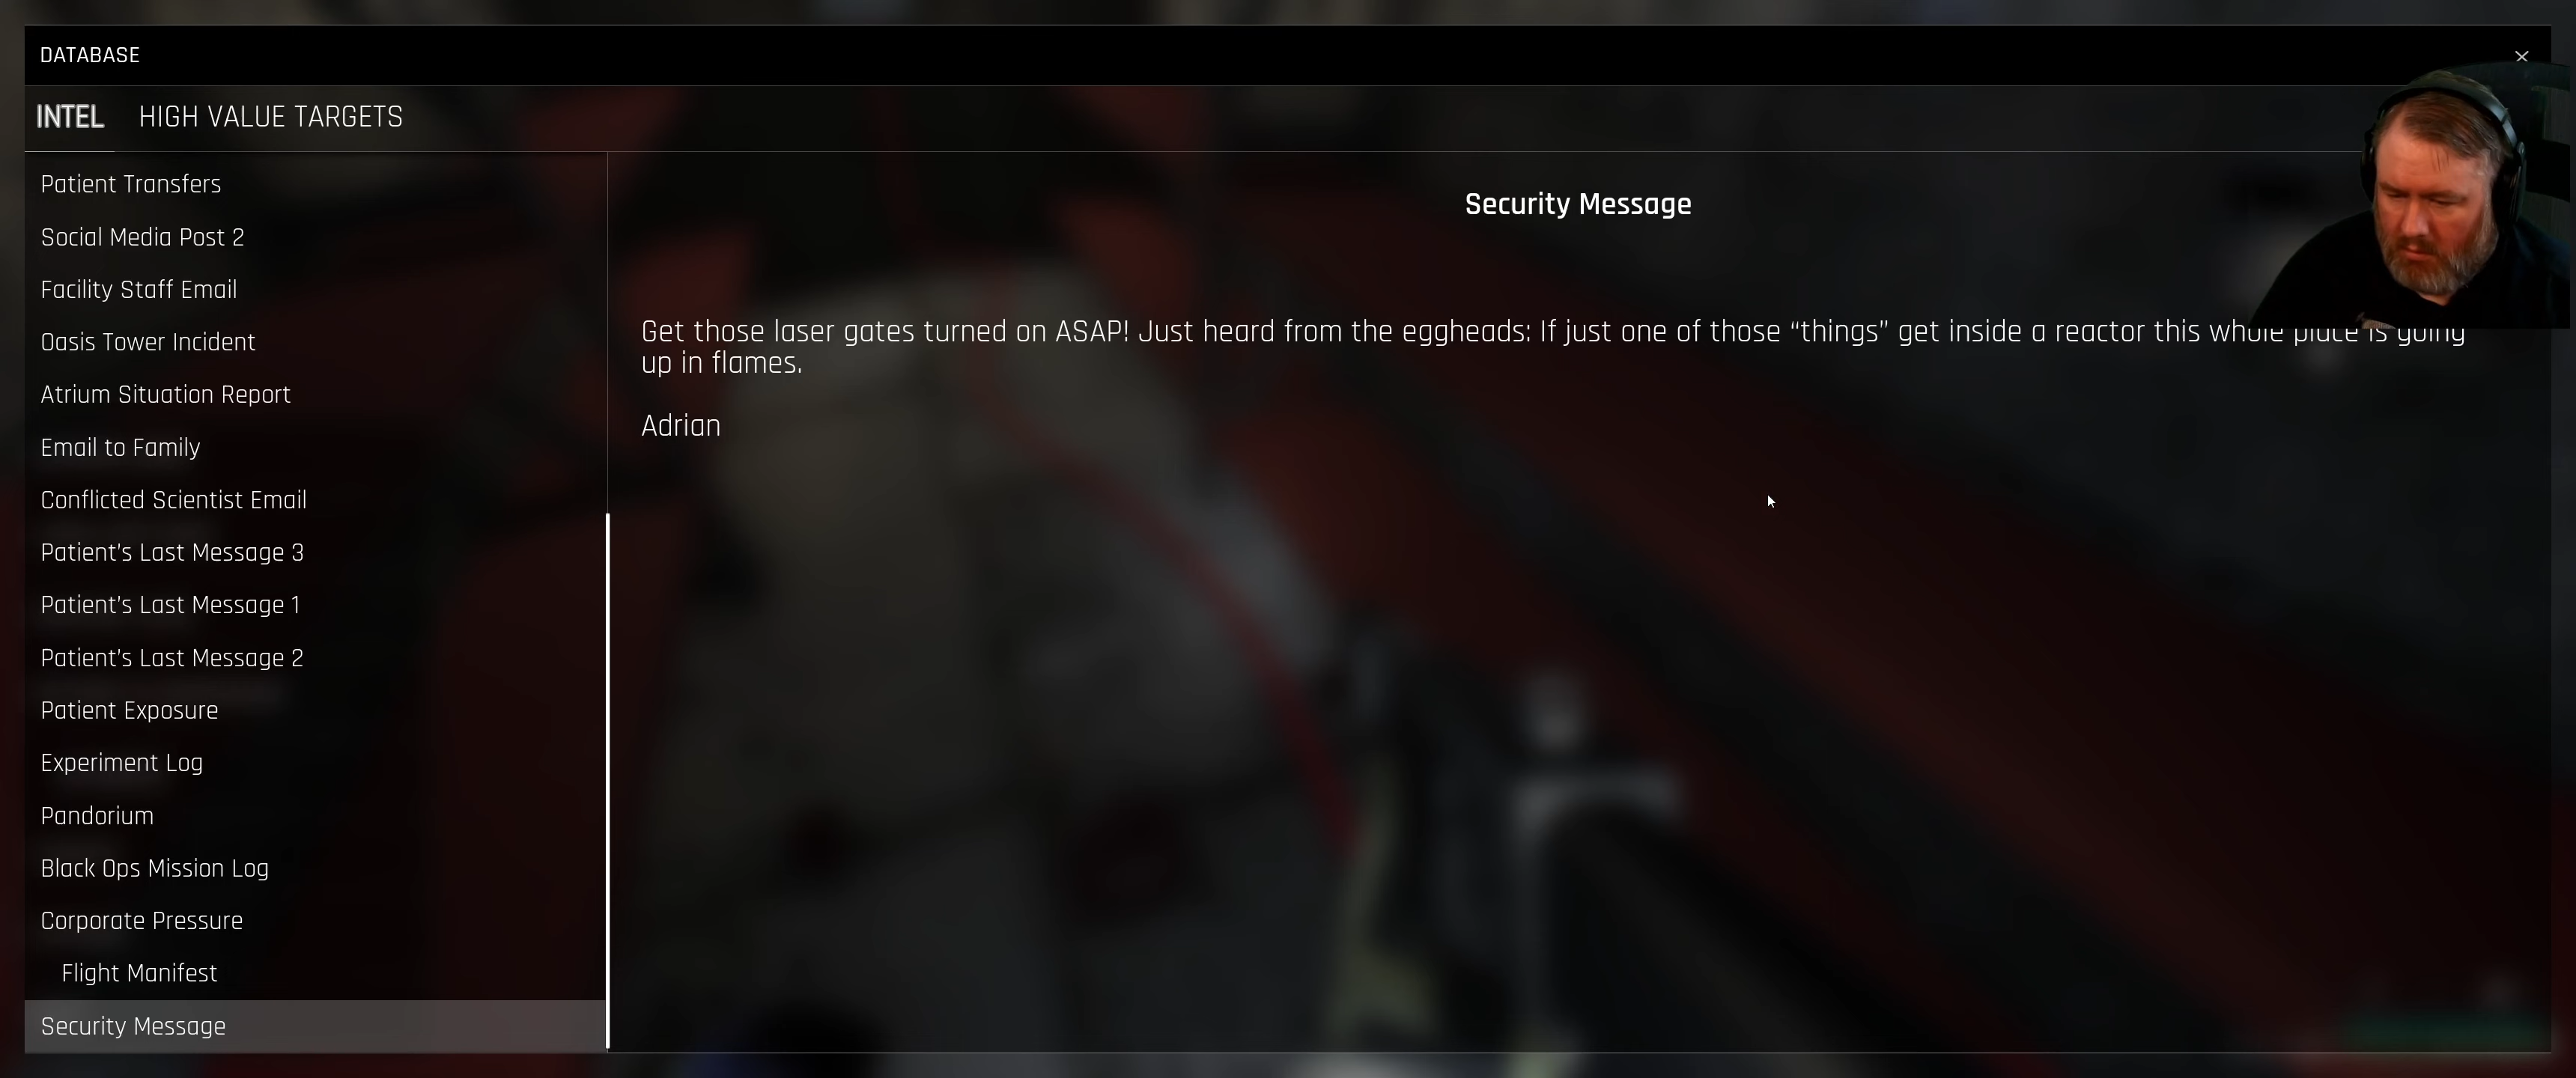 DATABASE
INTEL HIGH VALUE TARGETS
Patient Transfers
Social Media Post 2
Facility Staff Email
Oasis Tower Incident
Atrium Situation Report
Email to Family
Conflicted Scientist Email
Patient's Last Message 3
Patient's Last Message 1
Patient's Last Message 2
Patient Exposure
Experiment Log
Pandorium
Black Ops Mission Log
Corporate Pressure
Flight Manifest
Security Message
Security Message
Get those laser gates turned on ASAP! Just heard from the eggheads: If just one of those “things” get inside a reactor this whole place is going
up in flames.
Adrian